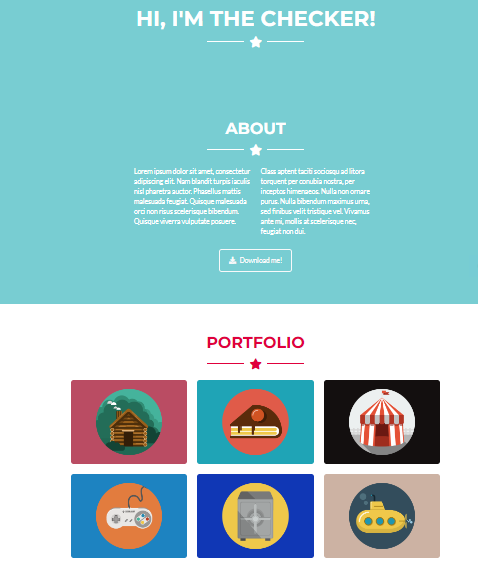 HI, I'M THE CHECKER!
ABOUT
Lorem ipsum dolor sit amet, consectetur
adipiscing elit. Nam blandit turpis iaculis
nisl pharetra auctor. Phasellus mattis
malesuada feugiat. Quisque malesuada
orci non risus scelerisque bibendum.
Quisque viverra vulputate posuere.
Class aptent taciti sociosqu ad litora
torquent per conubia nostra, per
inceptos himenaeos. Nulla non ornare
purus. Nulla bibendum maximus urna,
sed finibus velit tristique vel. Vivamus
ante mi, mollis at scelerisque nec,
feugiat non dui.
Download me!
PORTFOLIO